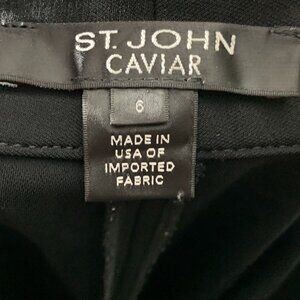 ST. JOHN
CAVIAR
6
MADE IN
USA OF
IMPORTED
FABRIC